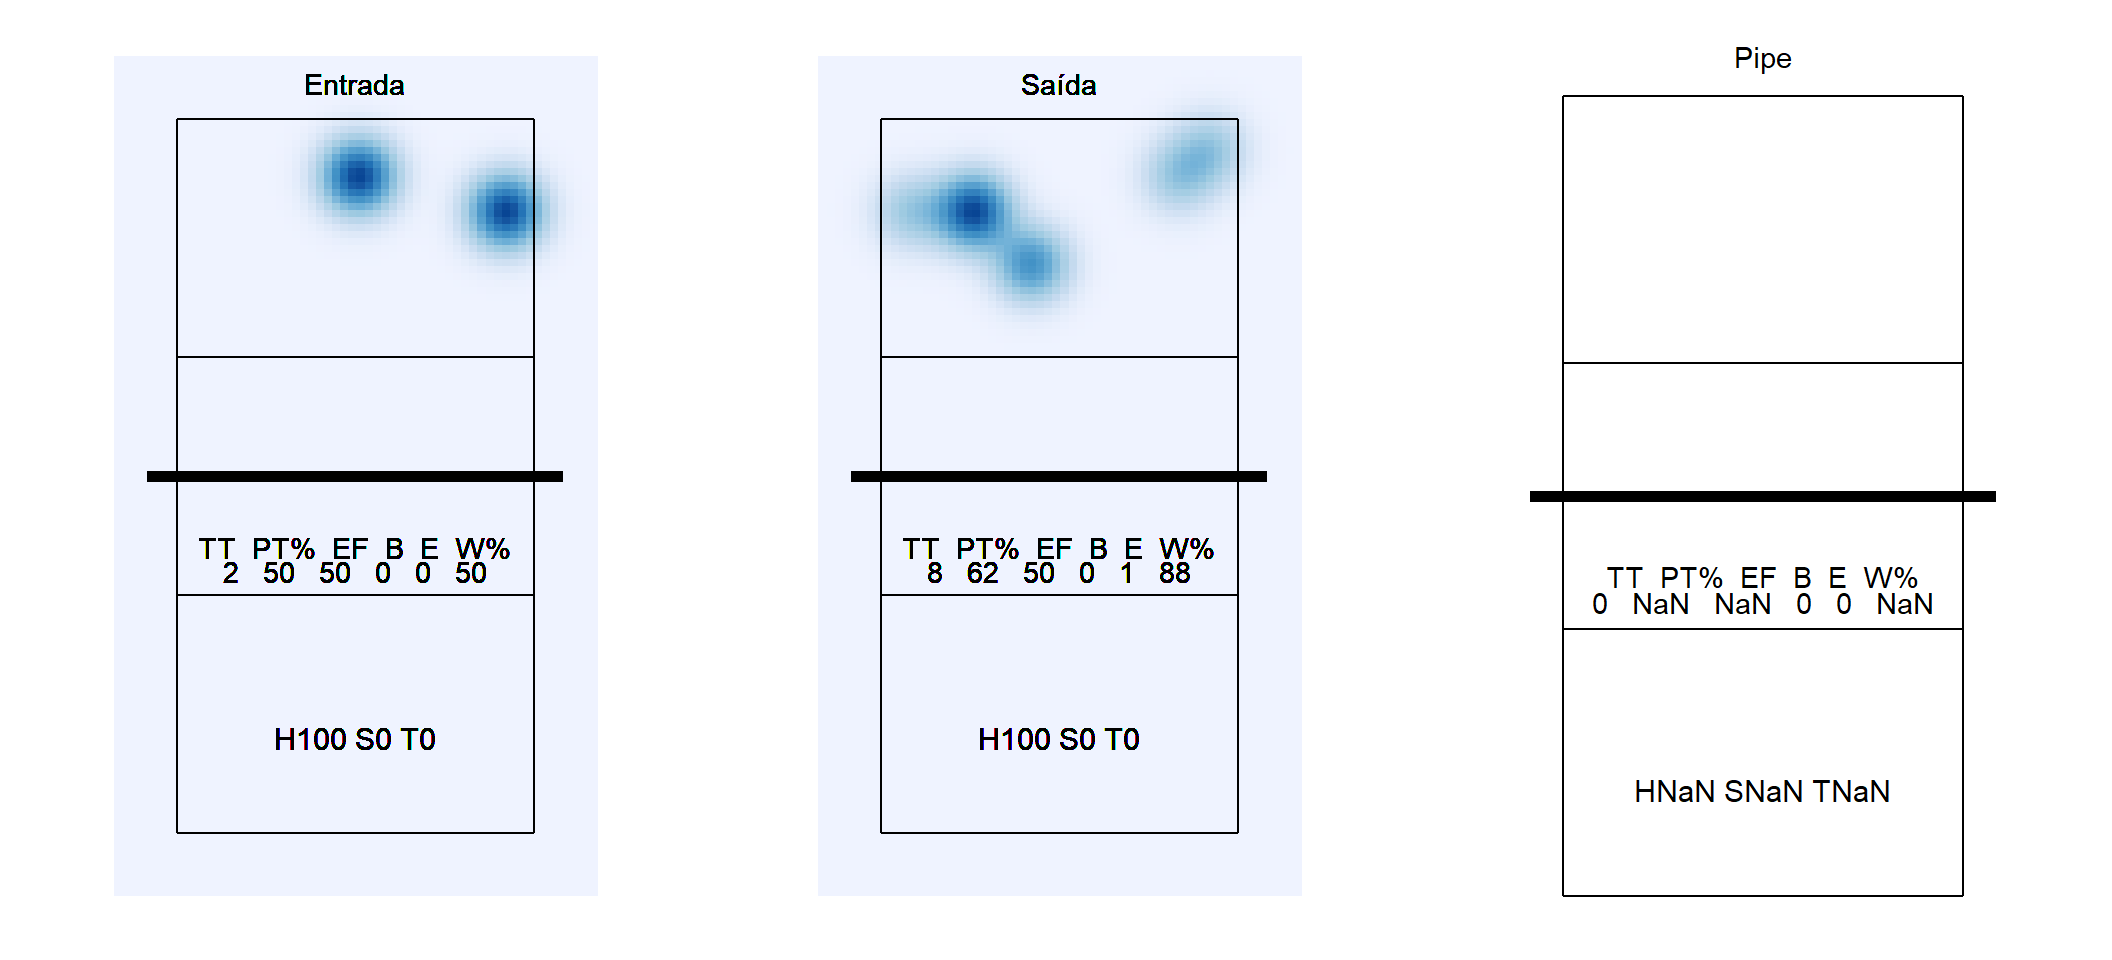 Entrada
TT PT% EF B E W%
2 50 50 0 0 50
H100 S0 T0
Saída
TT PT% EF B E W%
8 62 50 0 1 88
H100 S0 T0
Pipe
TT PT% EF B E W%
0 NaN NaN 0 0 NaN
HNaN SNaN TNaN